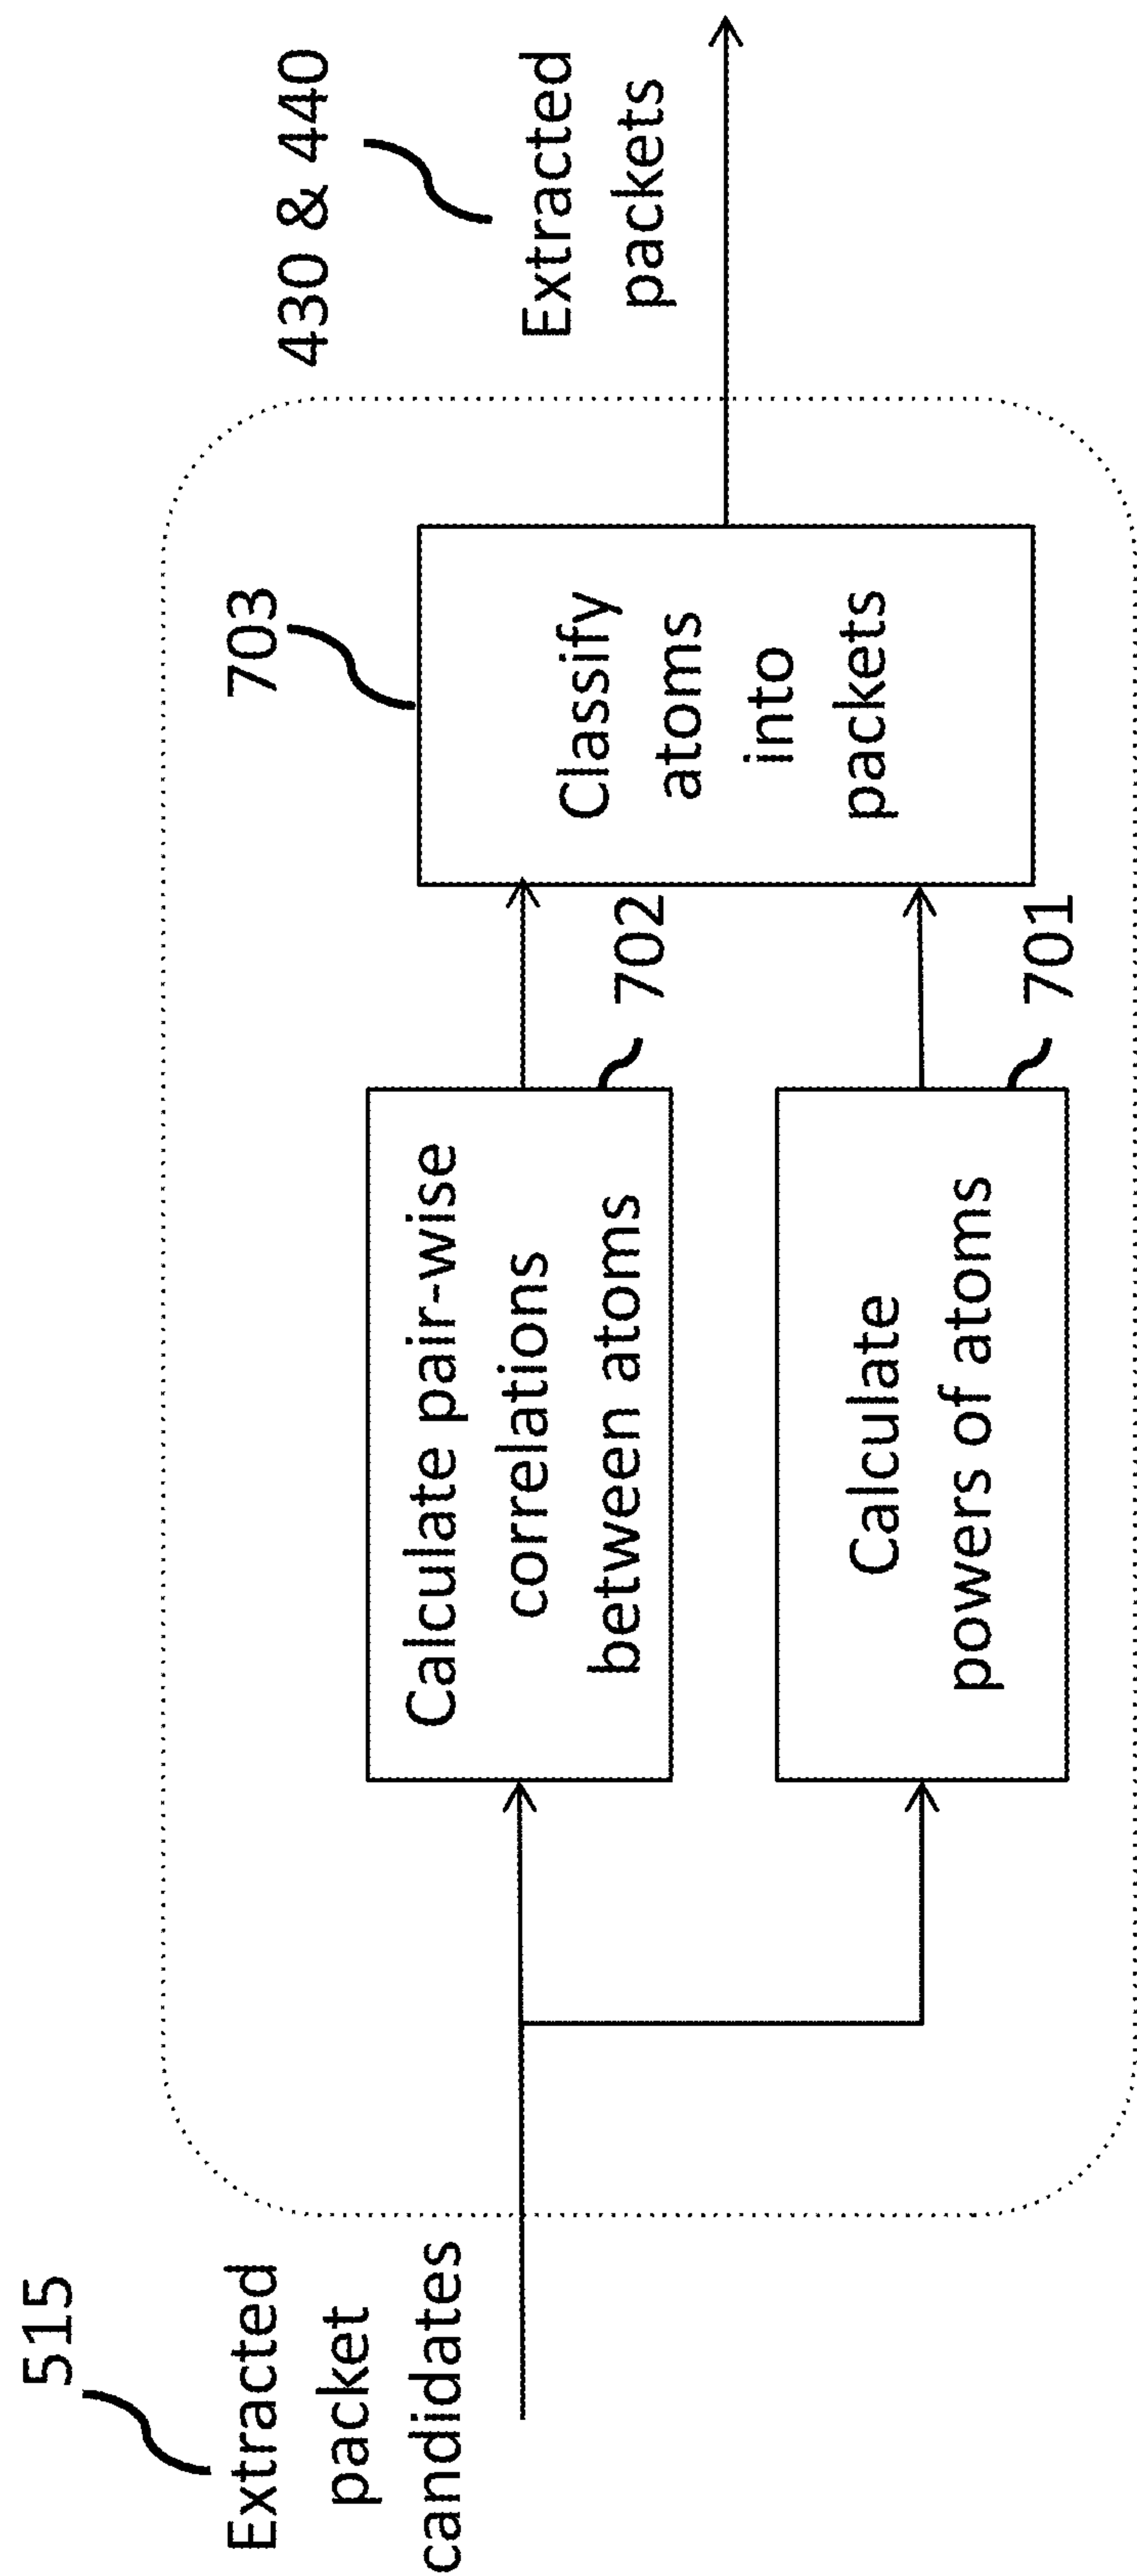 515
Extracted
packet
candidates
Calculate pair-wise
correlations
between atoms
702
Calculate
powers of atoms
701
703
Classify
atoms
into
packets
430 & 440
Extracted
packets